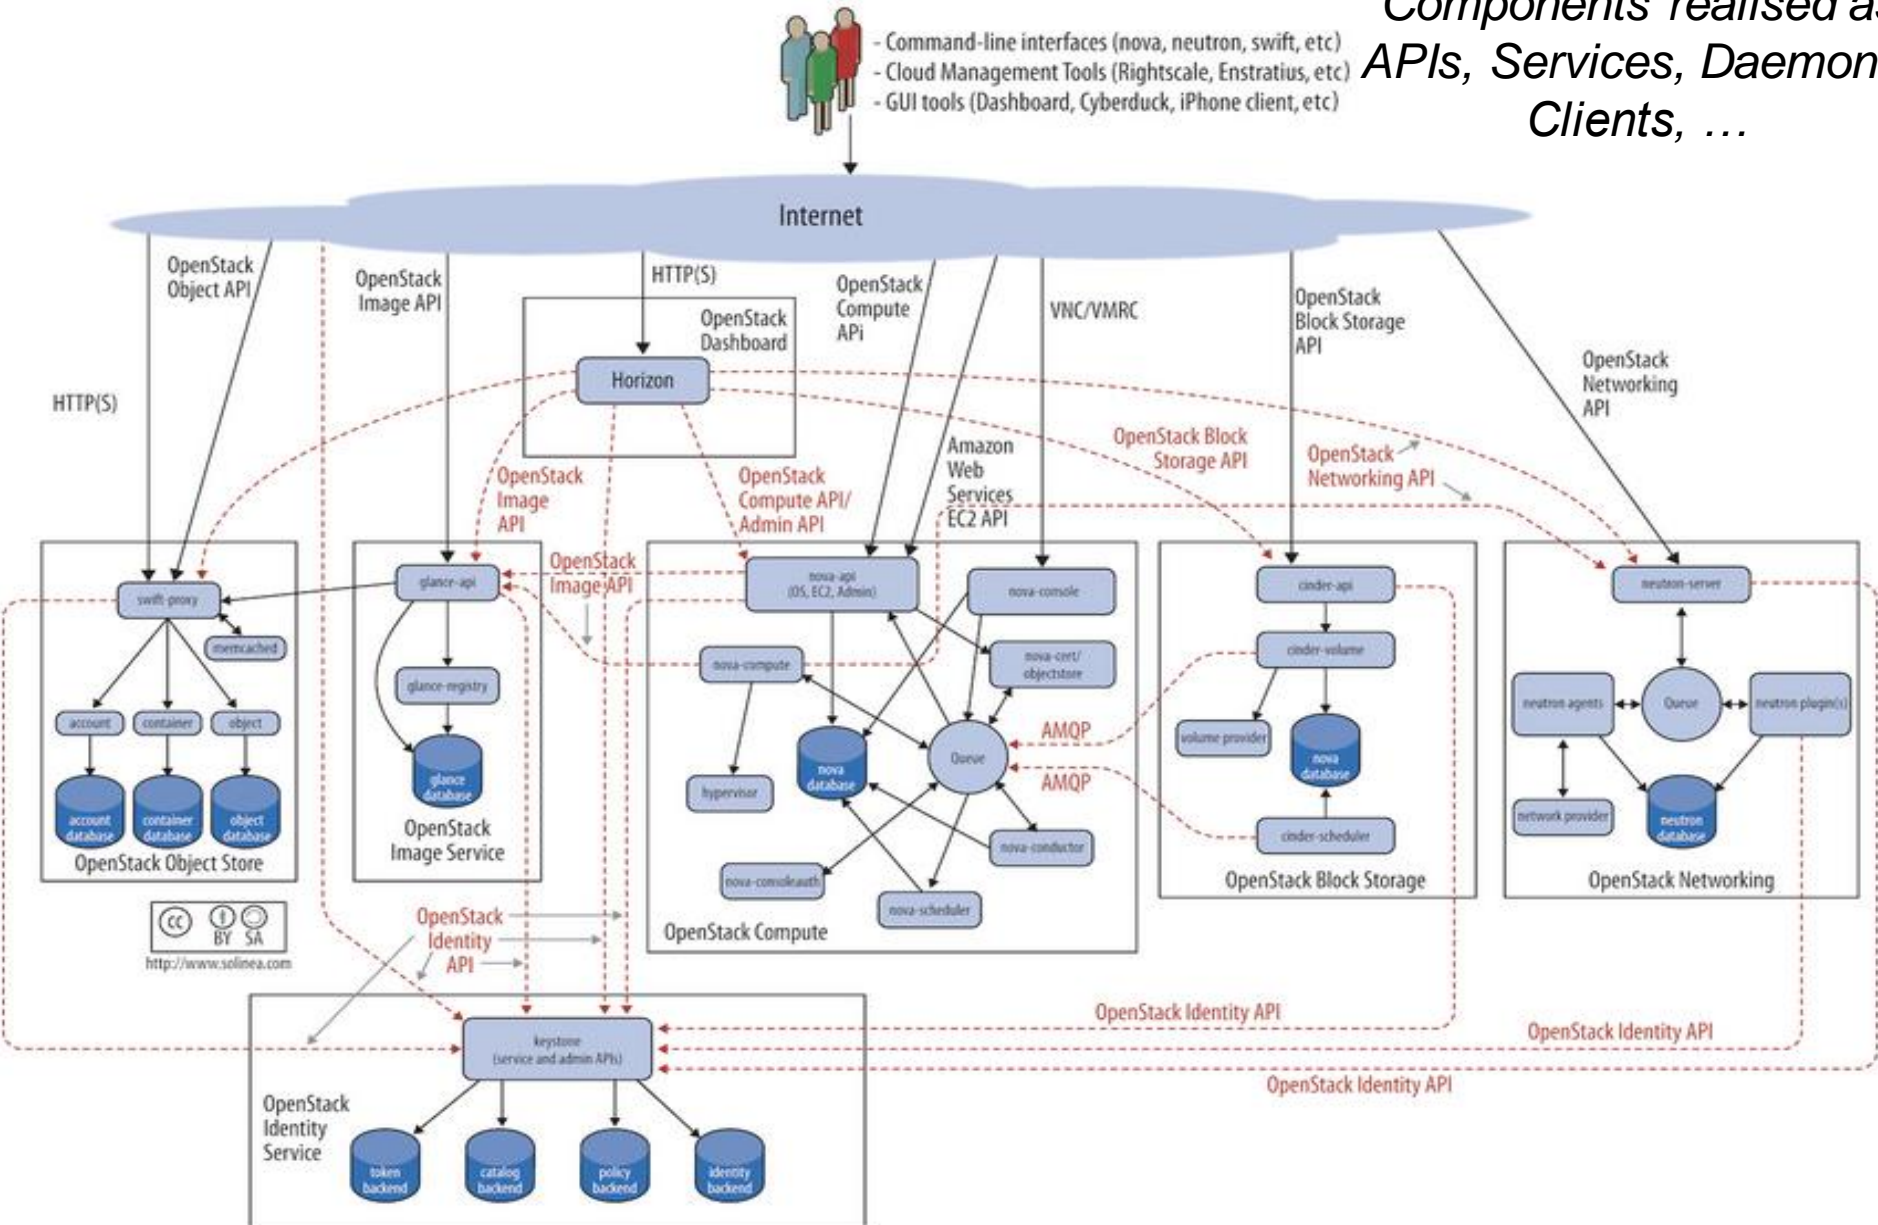 Components realised as
APIs, Services, Daemon
Clients, …
- Command-line interfaces (nova, neutron, swift, etc)
- Cloud Management Tools (Rightscale, Enstratius, etc)
- GUI tools (Dashboard, Cyberduck, iPhone client, etc)
Internet
OpenStack
Object API
OpenStack
Image API
HTTP(S)
OpenStack
Compute
APi
VNC/VMRC
OpenStack
Block Storage
API
OpenStack
Networking
API
HTTP(S)
OpenStack
Dashboard
Horizon
OpenStack
Image
API
OpenStack
Compute API/
Admin API
Amazon
Web
Services
EC2 API
OpenStack Block
Storage API
OpenStack
Networking API
OpenStack
Image API
swift-proxy
memcached
account
container
object
account
database
container
database
object
database
OpenStack Object Store
glance-api
glance-registry
glance
database
OpenStack
Image Service
nova-api
(OS, EC2, Admin)
nova-console
nova-compute
nova-cert/
objectstore
hypervisor
nova
database
Queue
nova-conductor
nova-consoleauth
nova-scheduler
OpenStack Compute
AMQP
AMQP
cinder-api
cinder-volume
volume provider
nova
database
cinder-scheduler
OpenStack Block Storage
neutron-server
neutron agents
Queue
neutron plugin(s)
network provider
neutron
database
OpenStack Networking
CC
BY SA
http://www.solinea.com
OpenStack
Identity
API
OpenStack Identity API
OpenStack Identity API
OpenStack Identity API
keystone
(service and admin APIs)
OpenStack
Identity
Service
token
backend
catalog
backend
policy
backend
identity
backend